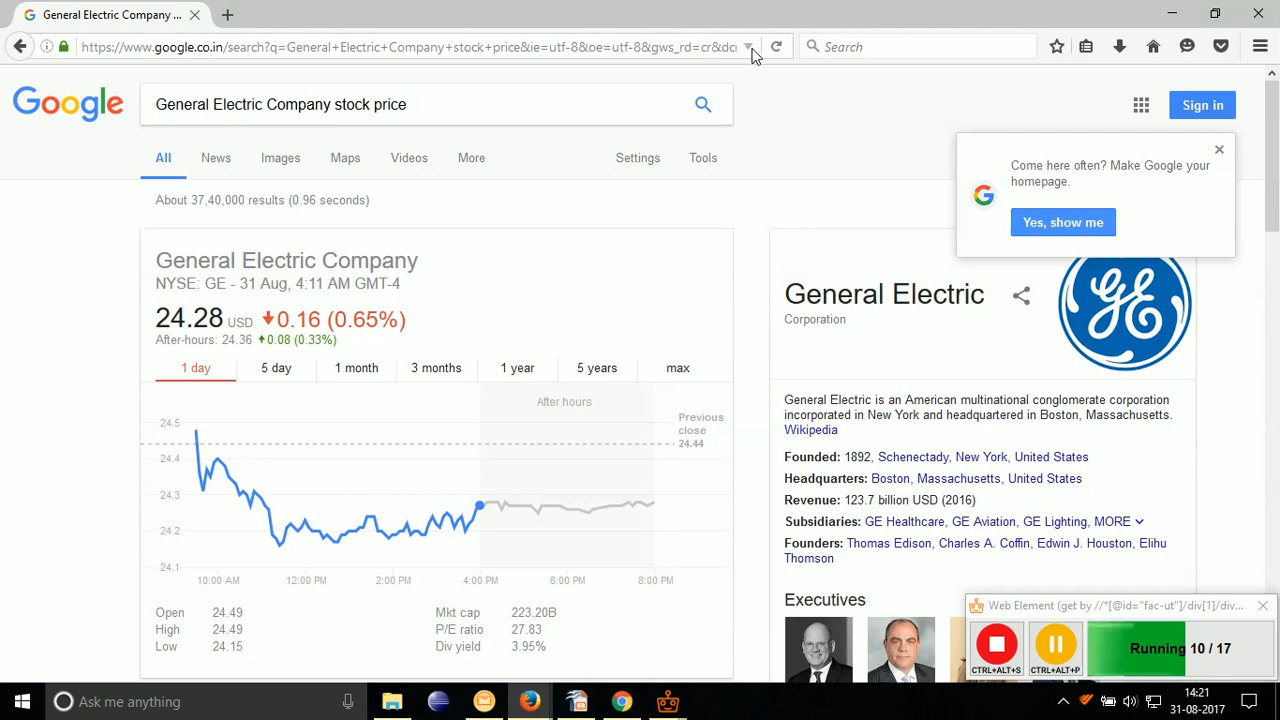 General Electric Company ...
https://www.google.co.in/search?q=General+Electric+Company+stock+price&ie=utf-8&oe=utf-8&gws_rd=cr&dcr
Search
Google
General Electric Company stock price
Sign in
All News Images Maps Videos More Settings Tools
Come here often? Make Google your
homepage.
Yes, show me
About 37,40,000 results (0.96 seconds)
General Electric Company
NYSE: GE - 31 Aug, 4:11 AM GMT-4
24.28 USD 0.16 (0.65%)
After-hours: 24.36 0.08 (0.33%)
1 day 5 day 1 month 3 months 1 year 5 years max
After hours
24.5
24.4
24.3
24.2
24.1
Previous
close
24.44
10:00 AM 12:00 PM 2:00 PM 4:00 PM 6:00 PM 8:00 PM
Open 24.49 Mkt cap 223.20B
High 24.49 P/E ratio 27.83
Low 24.15 Div yield 3.95%
General Electric
Corporation
GE
General Electric is an American multinational conglomerate corporation
incorporated in New York and headquartered in Boston, Massachusetts.
Wikipedia
Founded: 1892, Schenectady, New York, United States
Headquarters: Boston, Massachusetts, United States
Revenue: 123.7 billion USD (2016)
Subsidiaries: GE Healthcare, GE Aviation, GE Lighting, MORE
Founders: Thomas Edison, Charles A. Coffin, Edwin J. Houston, Elihu
Thomson
Executives
Web Element (get by //*[@id="fac-ut"]/div[1]/div...
CTRL+ALT+S CTRL+ALT+P Running 10 / 17
Ask me anything
14:21
31-08-2017